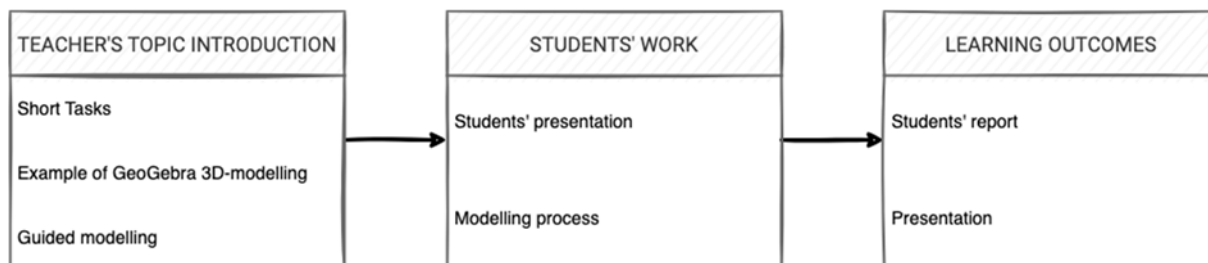 TEACHER'S TOPIC INTRODUCTION
Short Tasks
Example of GeoGebra 3D-modelling
Guided modelling
STUDENTS' WORK
Students' presentation
Modelling process
LEARNING OUTCOMES
Students' report
Presentation